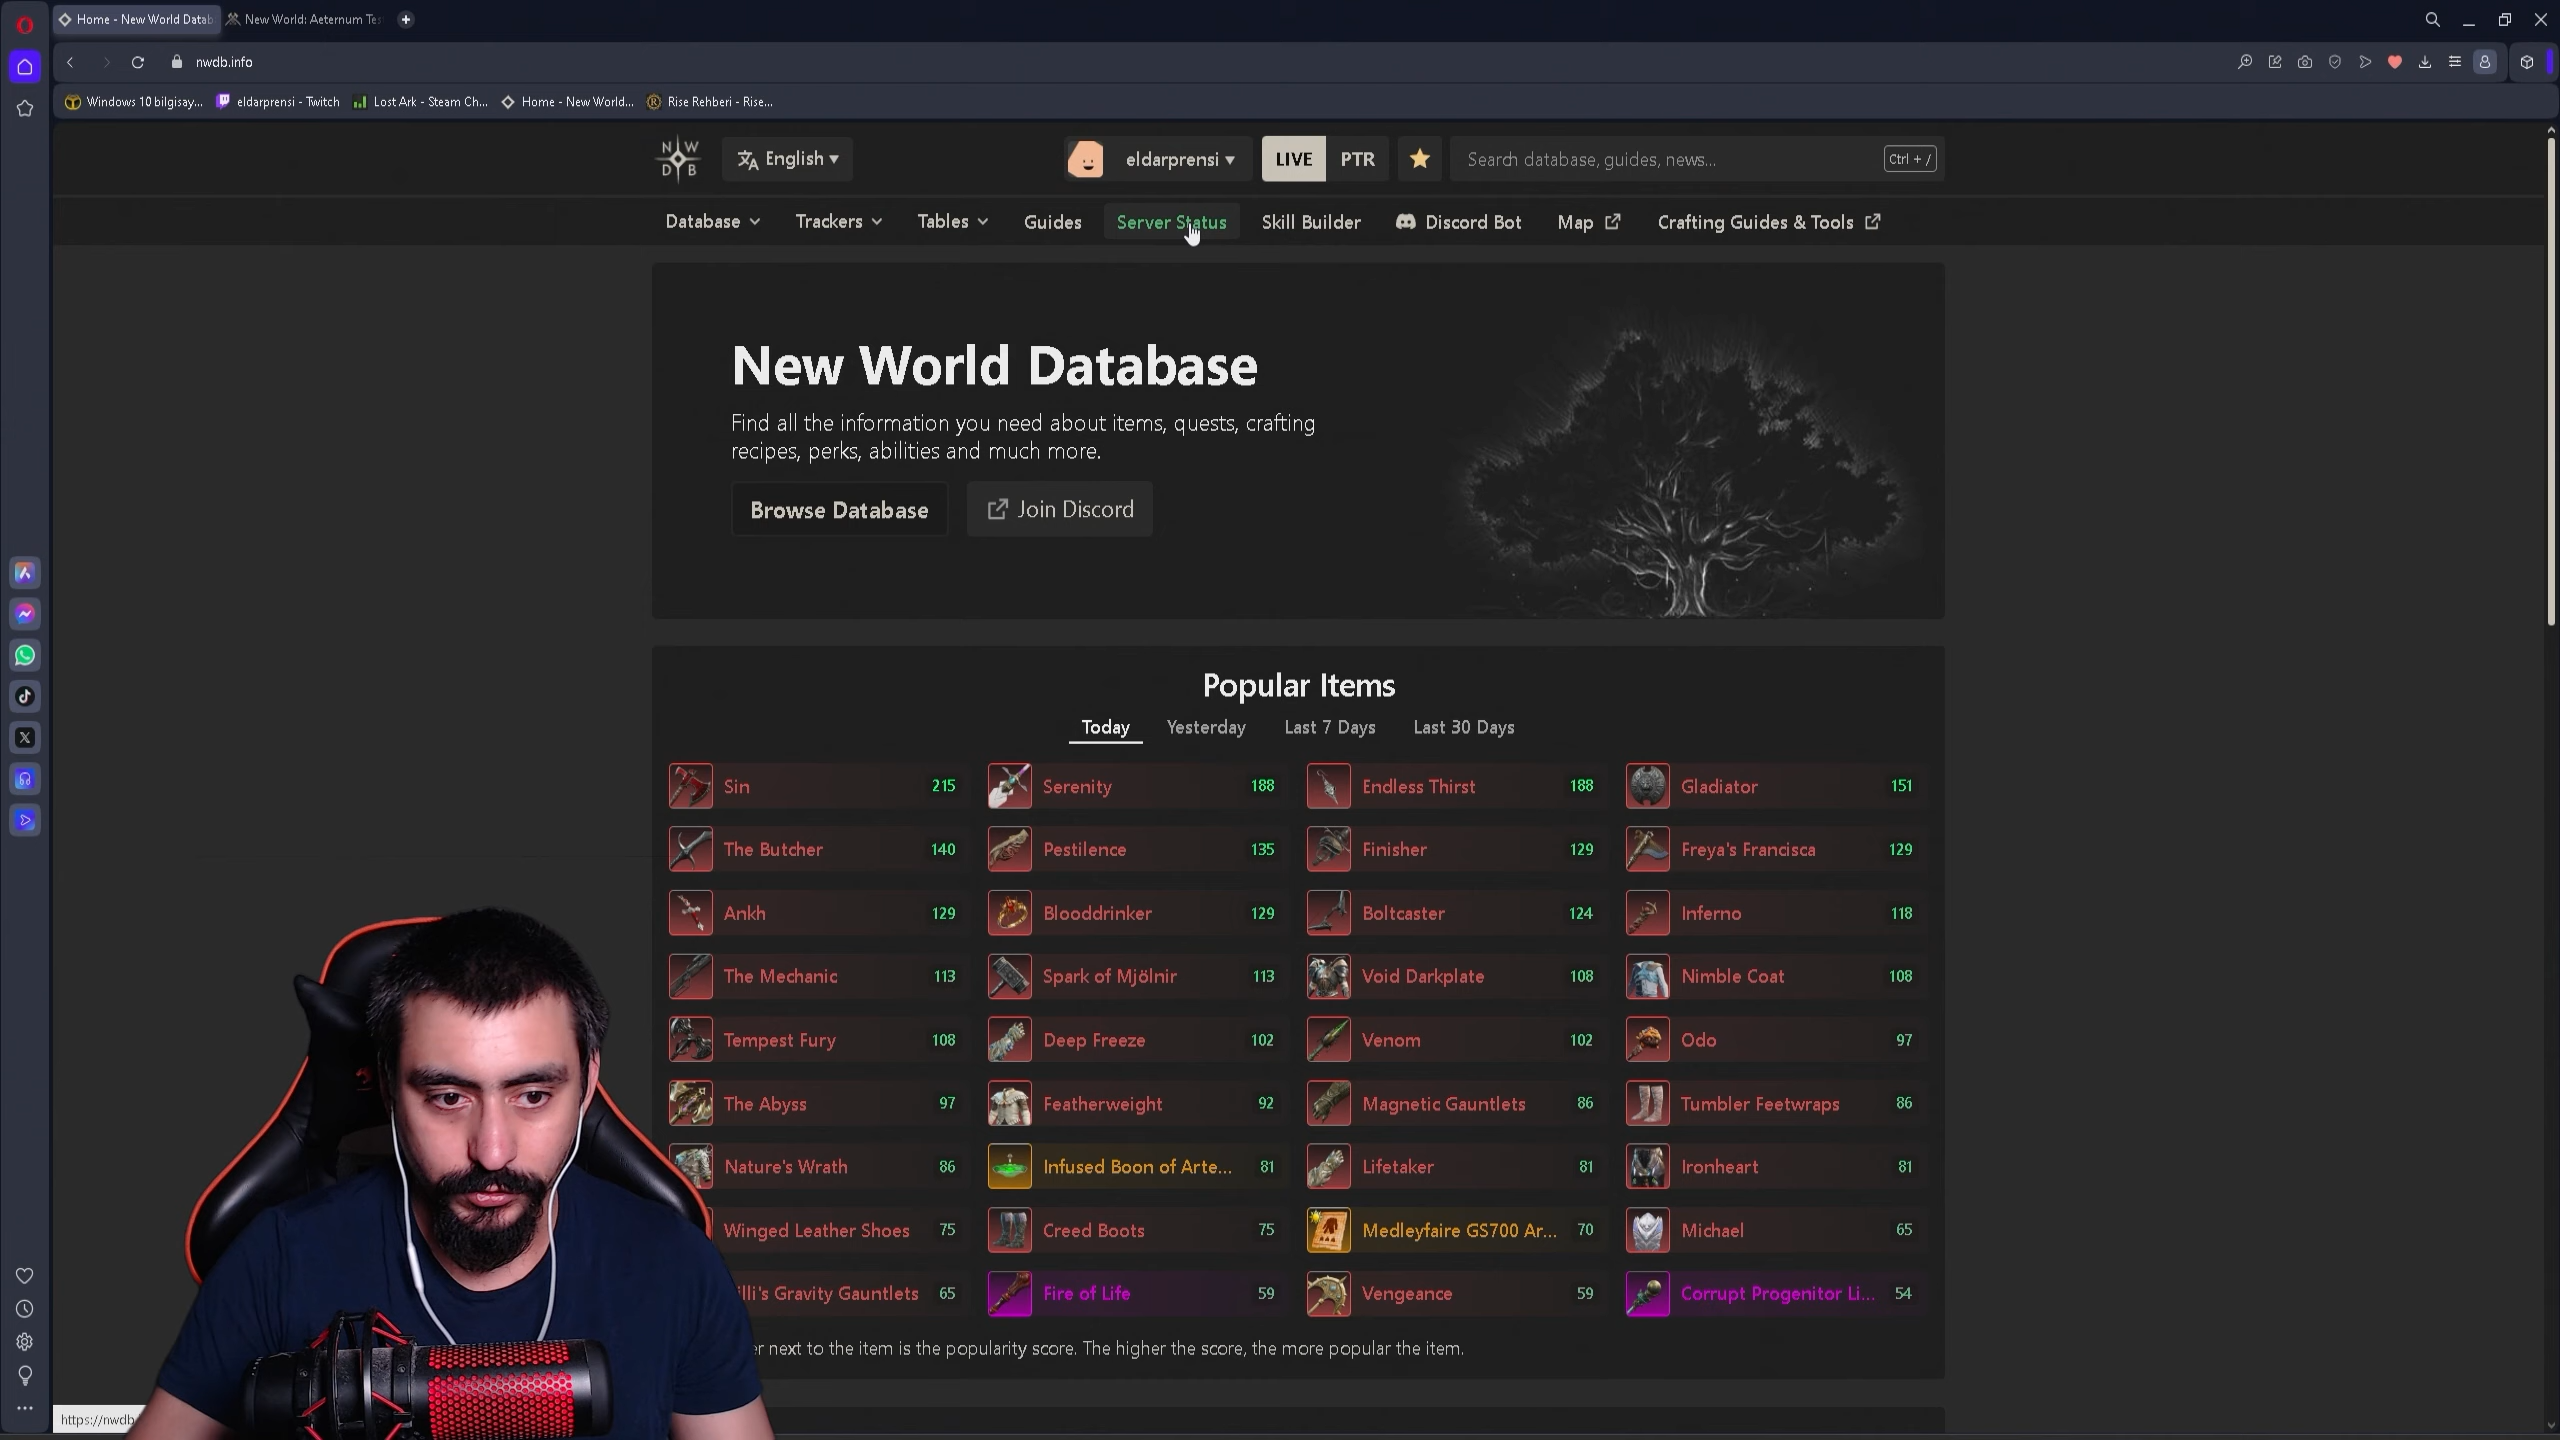 Home - New World Datab
New World: Aeternum Tes
nwdb.info
Windows 10 bilgisay...
eldarprensi - Twitch
Lost Ark - Steam Ch...
Home - New World...
Rise Rehberi - Rise...
N W
D B
English
eldarprensi
LIVE
PTR
Search database, guides, news...
Ctrl + /
Database
Trackers
Tables
Guides
Server Status
Skill Builder
Discord Bot
Map
Crafting Guides & Tools
New World Database
Find all the information you need about items, quests, crafting
recipes, perks, abilities and much more.
Browse Database
Join Discord
Popular Items
Today
Yesterday
Last 7 Days
Last 30 Days
Sin 215
Serenity 188
Endless Thirst 188
Gladiator 151
The Butcher 140
Pestilence 135
Finisher 129
Freya's Francisca 129
Ankh 129
Blooddrinker 129
Boltcaster 124
Inferno 118
The Mechanic 113
Spark of Mjölnir 113
Void Darkplate 108
Nimble Coat 108
Tempest Fury 108
Deep Freeze 102
Venom 102
Odo 97
The Abyss 97
Featherweight 92
Magnetic Gauntlets 86
Tumbler Feetwraps 86
Nature's Wrath 86
Infused Boon of Arte... 81
Lifetaker 81
Ironheart 81
Winged Leather Shoes 75
Creed Boots 75
Medleyfaire GS700 Ar... 70
Michael 65
Gravity Gauntlets 65
Fire of Life 59
Vengeance 59
Corrupt Progenitor Li... 54
next to the item is the popularity score. The higher the score, the more popular the item.
https://nwdb